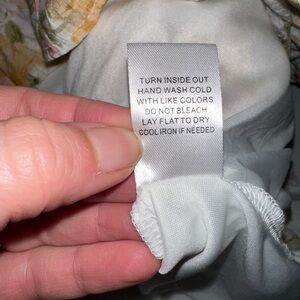 TURN INSIDE OUT
HAND WASH COLD
WITH LIKE COLORS
DO NOT BLEACH
LAY FLAT TO DRY
COOL IRON IF NEEDED